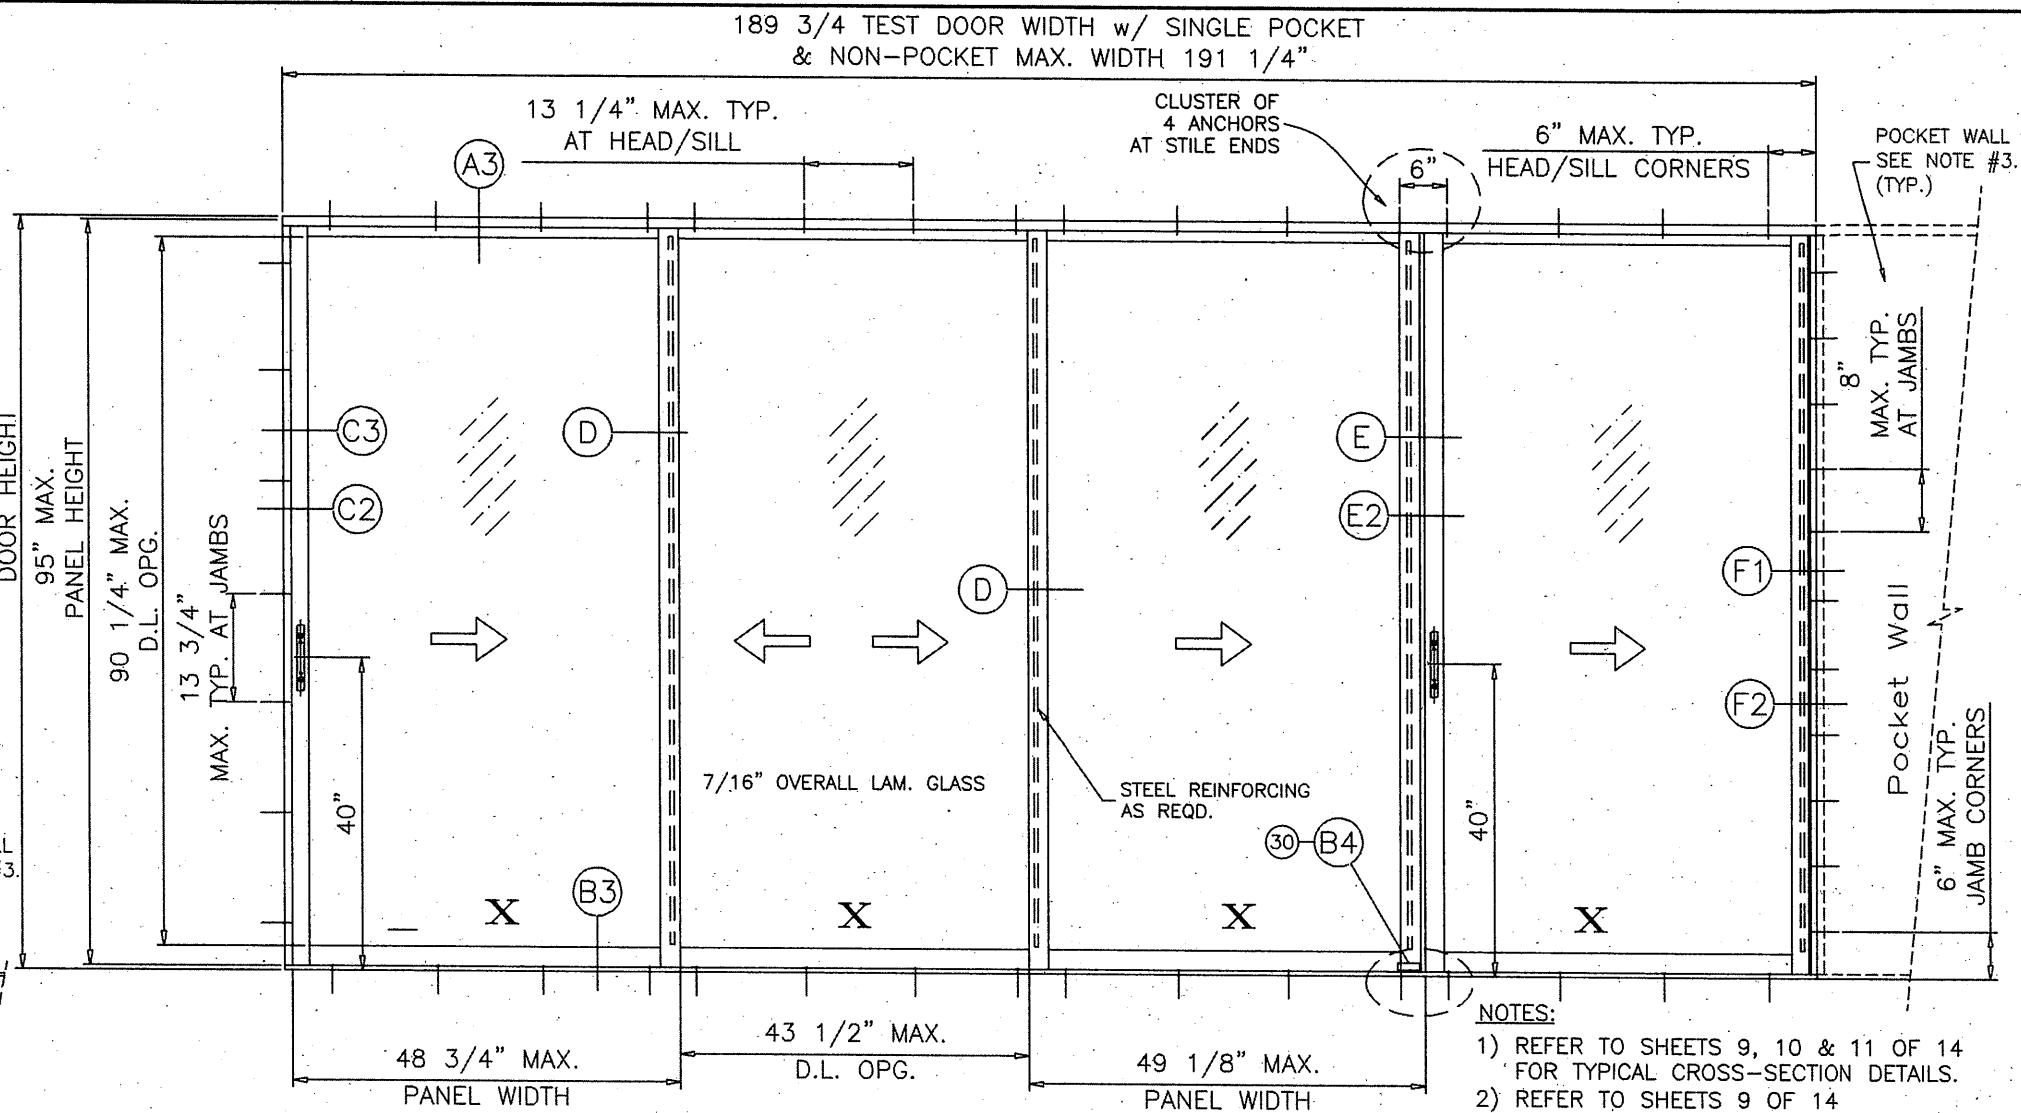 189 3/4 TEST DOOR WIDTH w/ SINGLE POCKET
& NON-POCKET MAX. WIDTH 191 1/4"
13 1/4" MAX. TYP.
AT HEAD/SILL
A3
CLUSTER OF
4 ANCHORS
AT STILE ENDS
6"
6" MAX. TYP.
HEAD/SILL CORNERS
POCKET WALL
SEE NOTE #3.
(TYP.)
DOOR HEIGHT
95" MAX.
PANEL HEIGHT
90 1/4" MAX.
D.L. OPG.
13 3/4"
MAX. TYP. AT JAMBS
C3
C2
D
D
E
E2
8"
MAX. TYP.
AT JAMBS
F1
F2
Pocket Wall
6" MAX. TYP.
JAMB CORNERS
40"
7/16" OVERALL LAM. GLASS
STEEL REINFORCING
AS REQD.
30
B4
40"
3.
B3
X
X
X
X
48 3/4" MAX.
PANEL WIDTH
43 1/2" MAX.
D.L. OPG.
49 1/8" MAX.
PANEL WIDTH
NOTES:
1) REFER TO SHEETS 9, 10 & 11 OF 14
FOR TYPICAL CROSS-SECTION DETAILS.
2) REFER TO SHEETS 9 OF 14